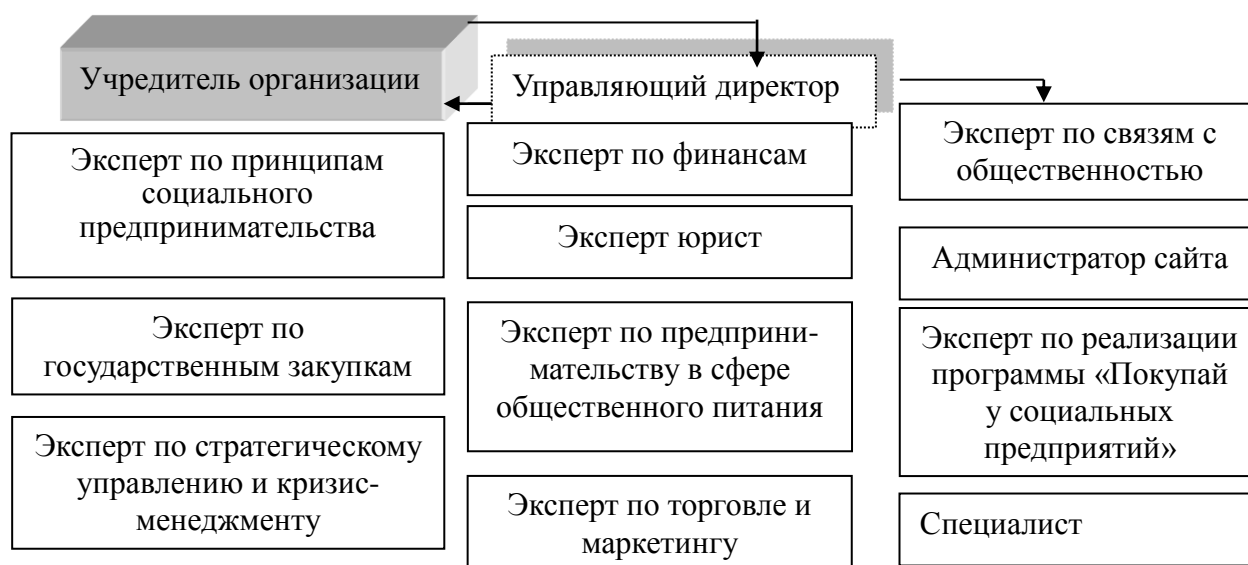 Учредитель организации
Управляющий директор
Эксперт по принципам
социального
предпринимательства
Эксперт по
государственным закупкам
Эксперт по стратегическому
управлению и кризис-
менеджменту
Эксперт по финансам
Эксперт юрист
Эксперт по предприни-
мательству в сфере
общественного питания
Эксперт по торговле и
маркетингу
Эксперт по связям с
общественностью
Администратор сайта
Эксперт по реализации
программы «Покупай
у социальных
предприятий»
Специалист